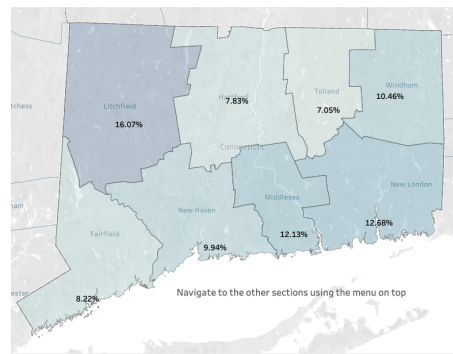 Windham
Tolland
Hartford
tchess
Litchfield
10.46%
7.83%
7.05%
16.07%
Connecticut
New London
Middlesex
ham
New Haven
12.68%
Fairfield
12.13%
9.94%
Navigate to the other sections using the menu on top
ester
8.22%